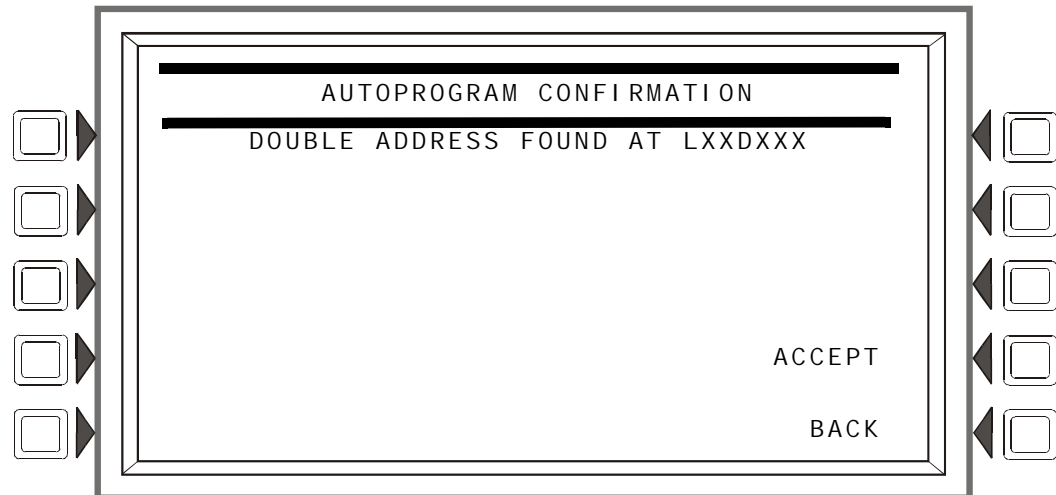 AUTOPROGRAM CONFIRMATION
DOUBLE ADDRESS FOUND AT LXXDXXX
ACCEPT
BACK